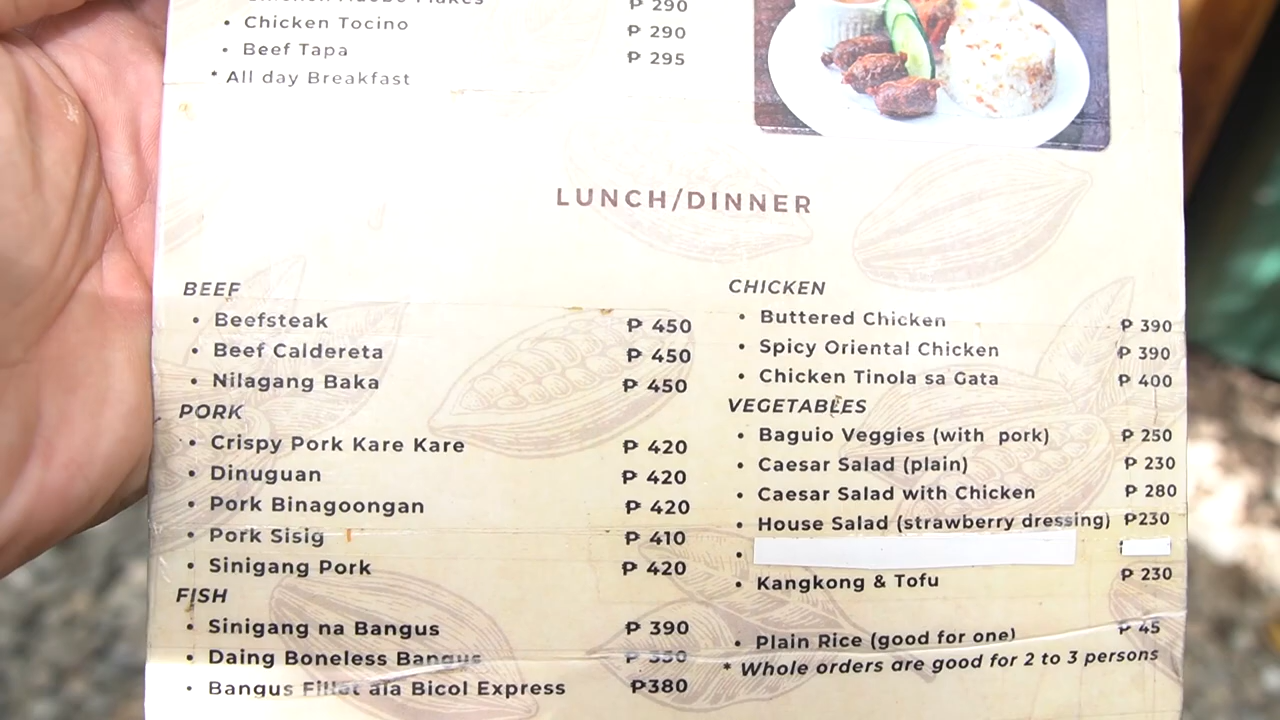 Chicken Adobo Flakes ₱ 290
• Chicken Tocino ₱ 290
• Beef Tapa ₱ 295
* All day Breakfast
LUNCH/DINNER
BEEF
• Beefsteak ₱ 450
• Beef Caldereta ₱ 450
• Nilagang Baka ₱ 450
PORK
• Crispy Pork Kare Kare ₱ 420
• Dinuguan ₱ 420
• Pork Binagoongan ₱ 420
• Pork Sisig ₱ 410
• Sinigang Pork ₱ 420
FISH
• Sinigang na Bangus ₱ 390
• Daing Boneless Bangus ₱
• Bangus Fillet ala Bicol Express ₱380
CHICKEN
• Buttered Chicken ₱ 390
• Spicy Oriental Chicken ₱ 390
• Chicken Tinola sa Gata ₱ 400
VEGETABLES
• Baguio Veggies (with pork) ₱ 250
• Caesar Salad (plain) ₱ 230
• Caesar Salad with Chicken ₱ 280
• House Salad (strawberry dressing) ₱230
•
• Kangkong & Tofu ₱ 230
• Plain Rice (good for one) ₱ 45
* Whole orders are good for 2 to 3 persons